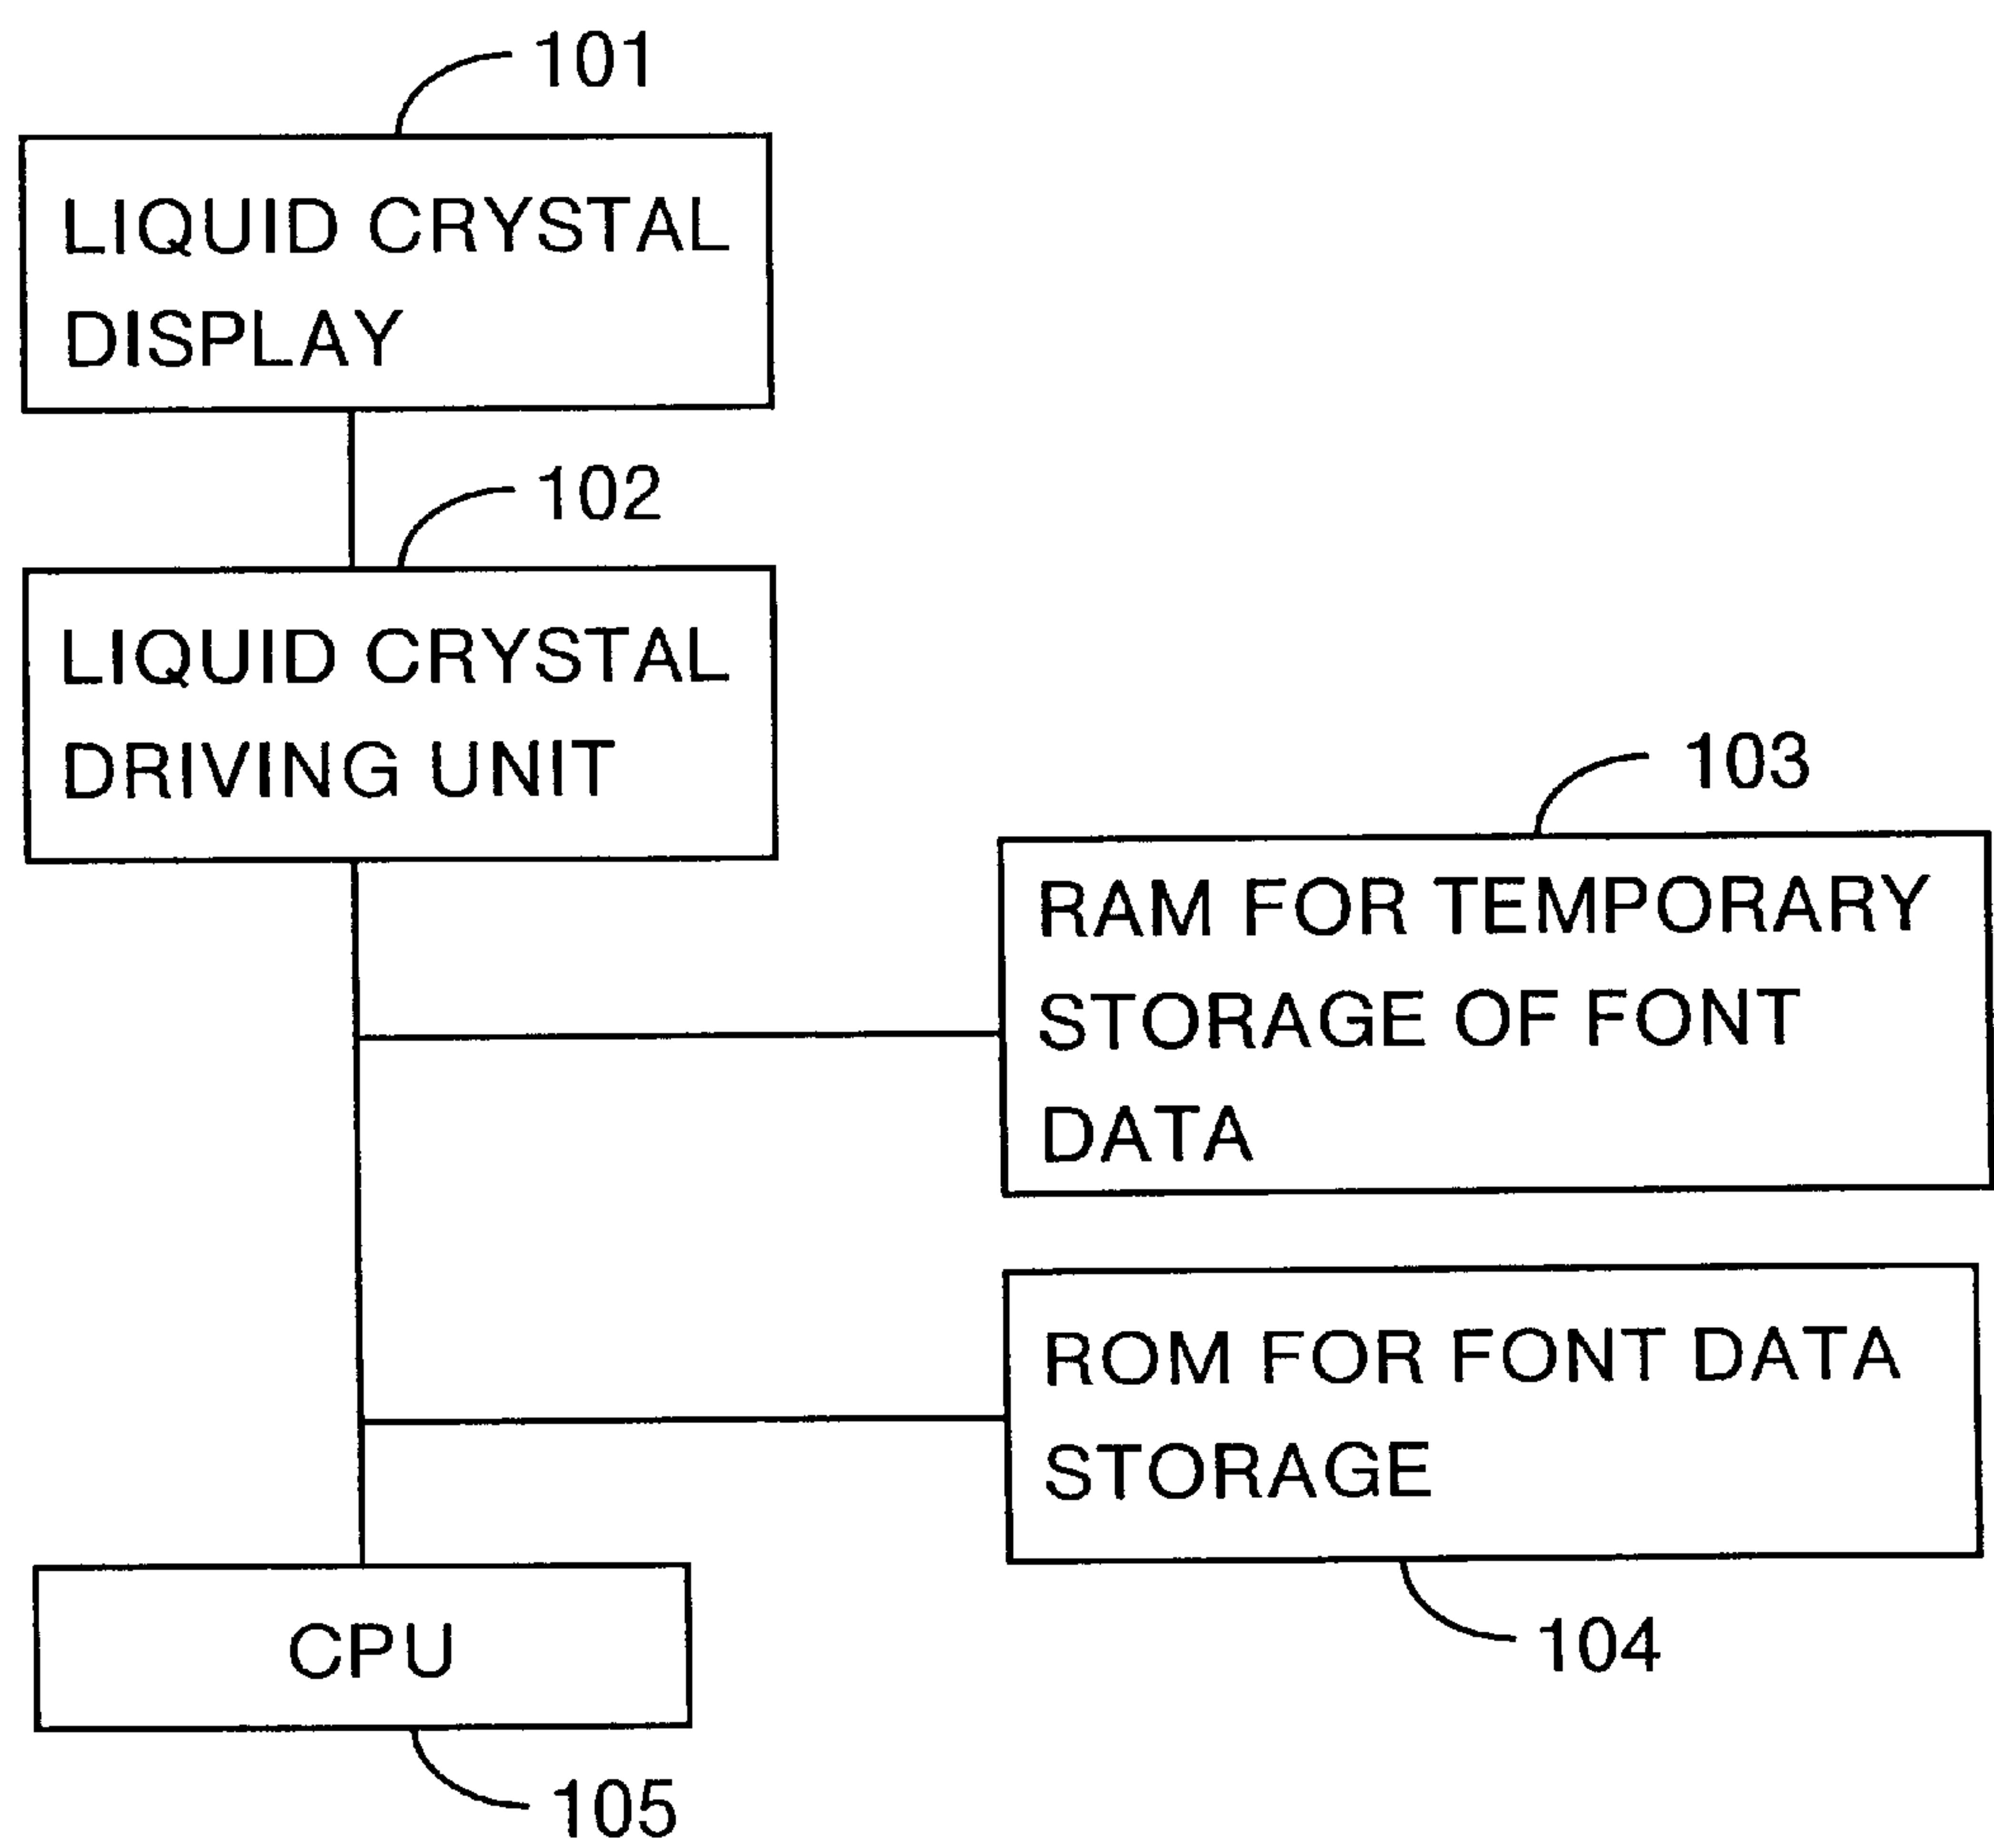 101
LIQUID CRYSTAL
DISPLAY
102
LIQUID CRYSTAL
DRIVING UNIT
103
RAM FOR TEMPORARY
STORAGE OF FONT
DATA
ROM FOR FONT DATA
STORAGE
104
CPU
105